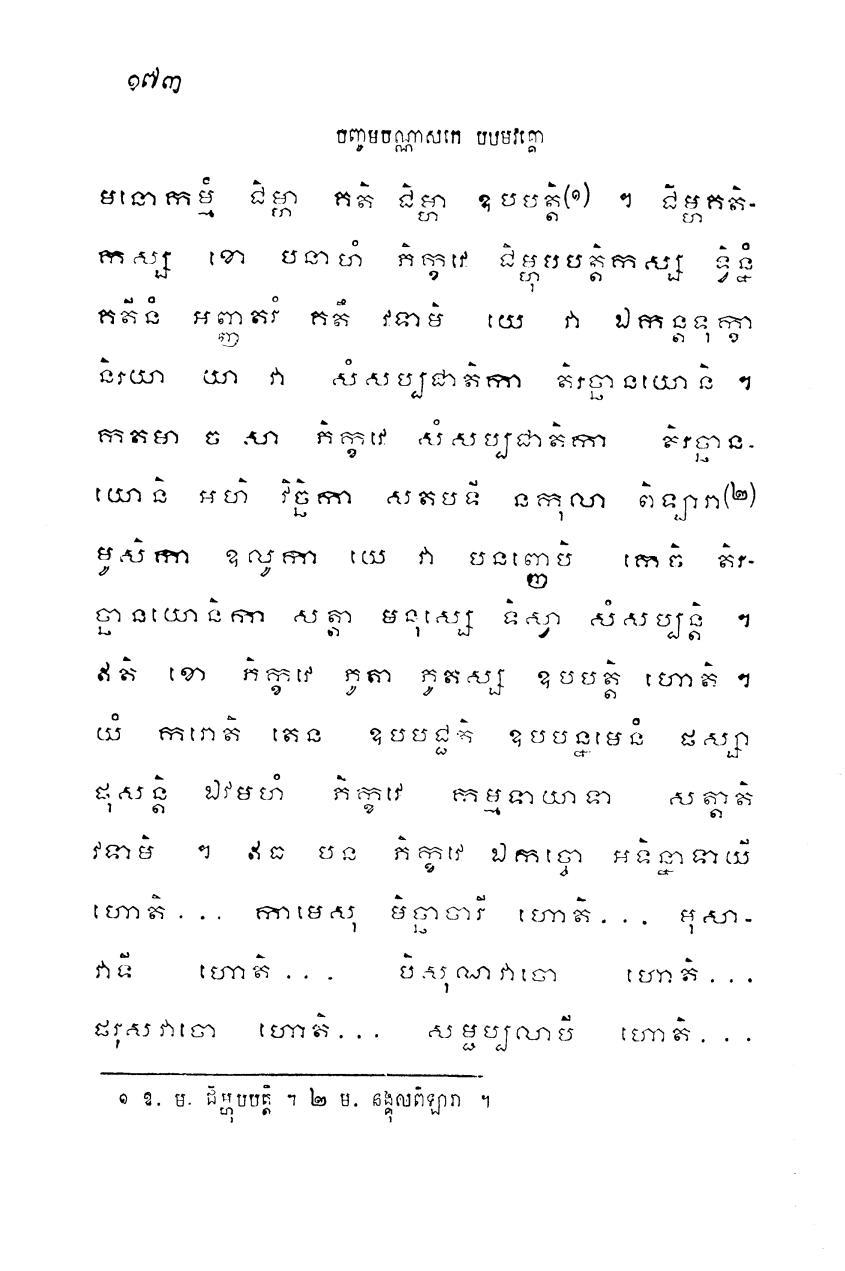 ១៧៣
បញ្ចមបណ្ណាសកេ បឋមវគ្គោ
មនោកម្មំ ជិម្ហា គតិ ជិម្ហា ឧបបត្តិ(១) ។ ជិម្ហគតិ-
កស្ស ខោ បនាហំ ភិក្ខវេ ជិម្ហុបបត្តិកស្ស ទ្វិន្នំ
គតីនំ អញ្ញតរំ គតឹ វទាមិ យេ វា ឯកន្តទុក្ខា
និរយា យា វា សំសប្បជាតិកា តិរច្ឆានយោនិ ។
កតមា ច សា ភិក្ខវេ សំសប្បជាតិកា តិរច្ឆាន-
យោនិ អហិ វិច្ឆិកា សតបទី នកុលា ពិឡារា(២)
មូសិកា ឧលូកា យេ វា បនញ្ញេបិ កេចិ តិរ-
ច្ឆានយោនិកា សត្តា មនុស្សេ ទិស្វា សំសប្បន្តិ ។
ឥតិ ខោ ភិក្ខវេ ភូតា ភូតស្ស ឧបបត្តិ ហោតិ ។
យំ ករោតិ តេន ឧបបជ្ជតិ ឧបបន្នមេនំ ផស្សា
ផុសន្តិ ឯវមហំ ភិក្ខវេ កម្មទាយាទា សត្តាតិ
វទាមិ ។ ឥធ បន ភិក្ខវេ ឯកច្ចោ អទិន្នាទាយី
ហោតិ... កាមេសុ មិច្ឆាចារី ហោតិ... មុសា-
វាទី ហោតិ... បិសុណវាចោ ហោតិ...
ផរុសវាចោ ហោតិ... សម្ផប្បលាបី ហោតិ...
១ ឱ. ម. ជិម្ហុបបត្តិ ។ ២ ម. នង្គុលពិឡារា ។